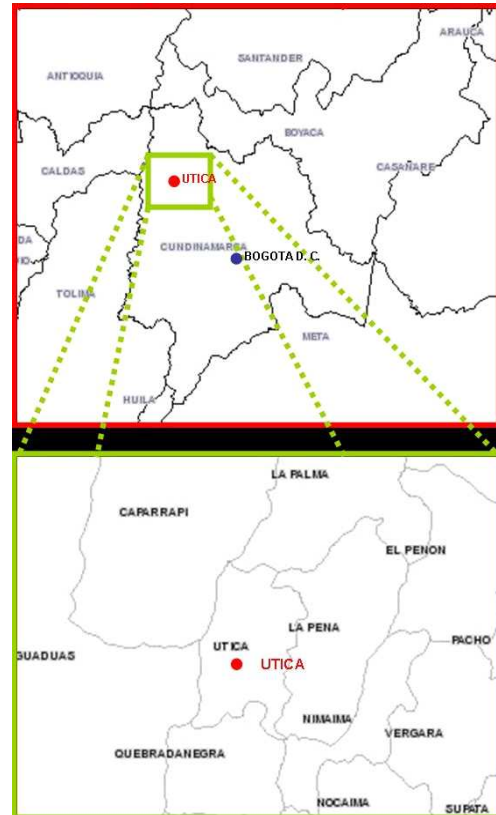 ARAUCA
SANTANDER
ANTIOQUIA
BOYACA
CALDAS
CASANARE
UTICA
CUNDINAMARCA
BOGOTA D. C.
TOLIMA
META
HUILA
LA PALMA
CAPARRAPI
EL PENON
LA PENA
UTICA
PACHO
GUADUAS
UTICA
NIMAIMA
VERGARA
QUEBRADANEGRA
NOCAIMA
SUPATA